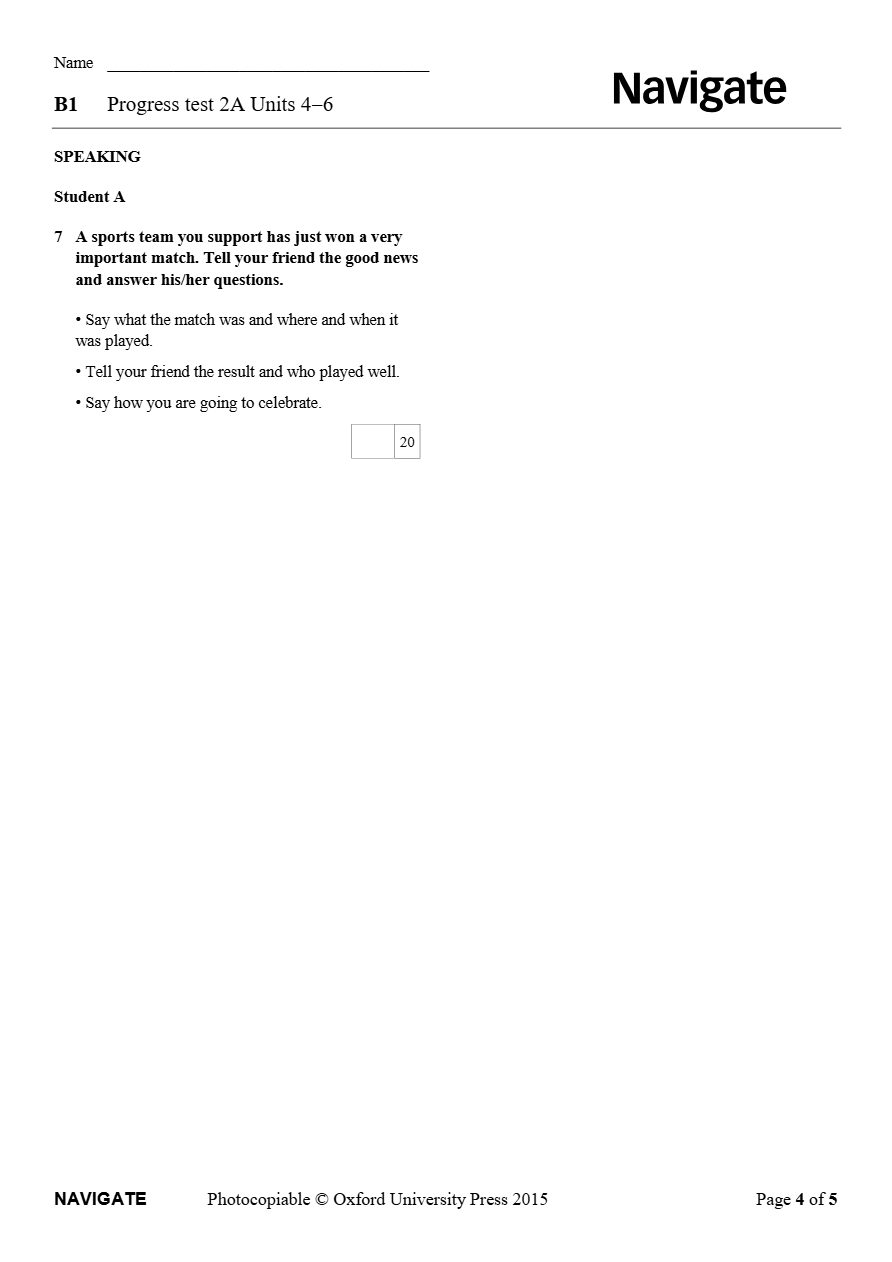 Name
Navigate
B1 Progress test 2A Units 4–6
SPEAKING
Student A
7 A sports team you support has just won a very
important match. Tell your friend the good news
and answer his/her questions.
• Say what the match was and where and when it
was played.
• Tell your friend the result and who played well.
• Say how you are going to celebrate.
20
NAVIGATE Photocopiable © Oxford University Press 2015 Page 4 of 5